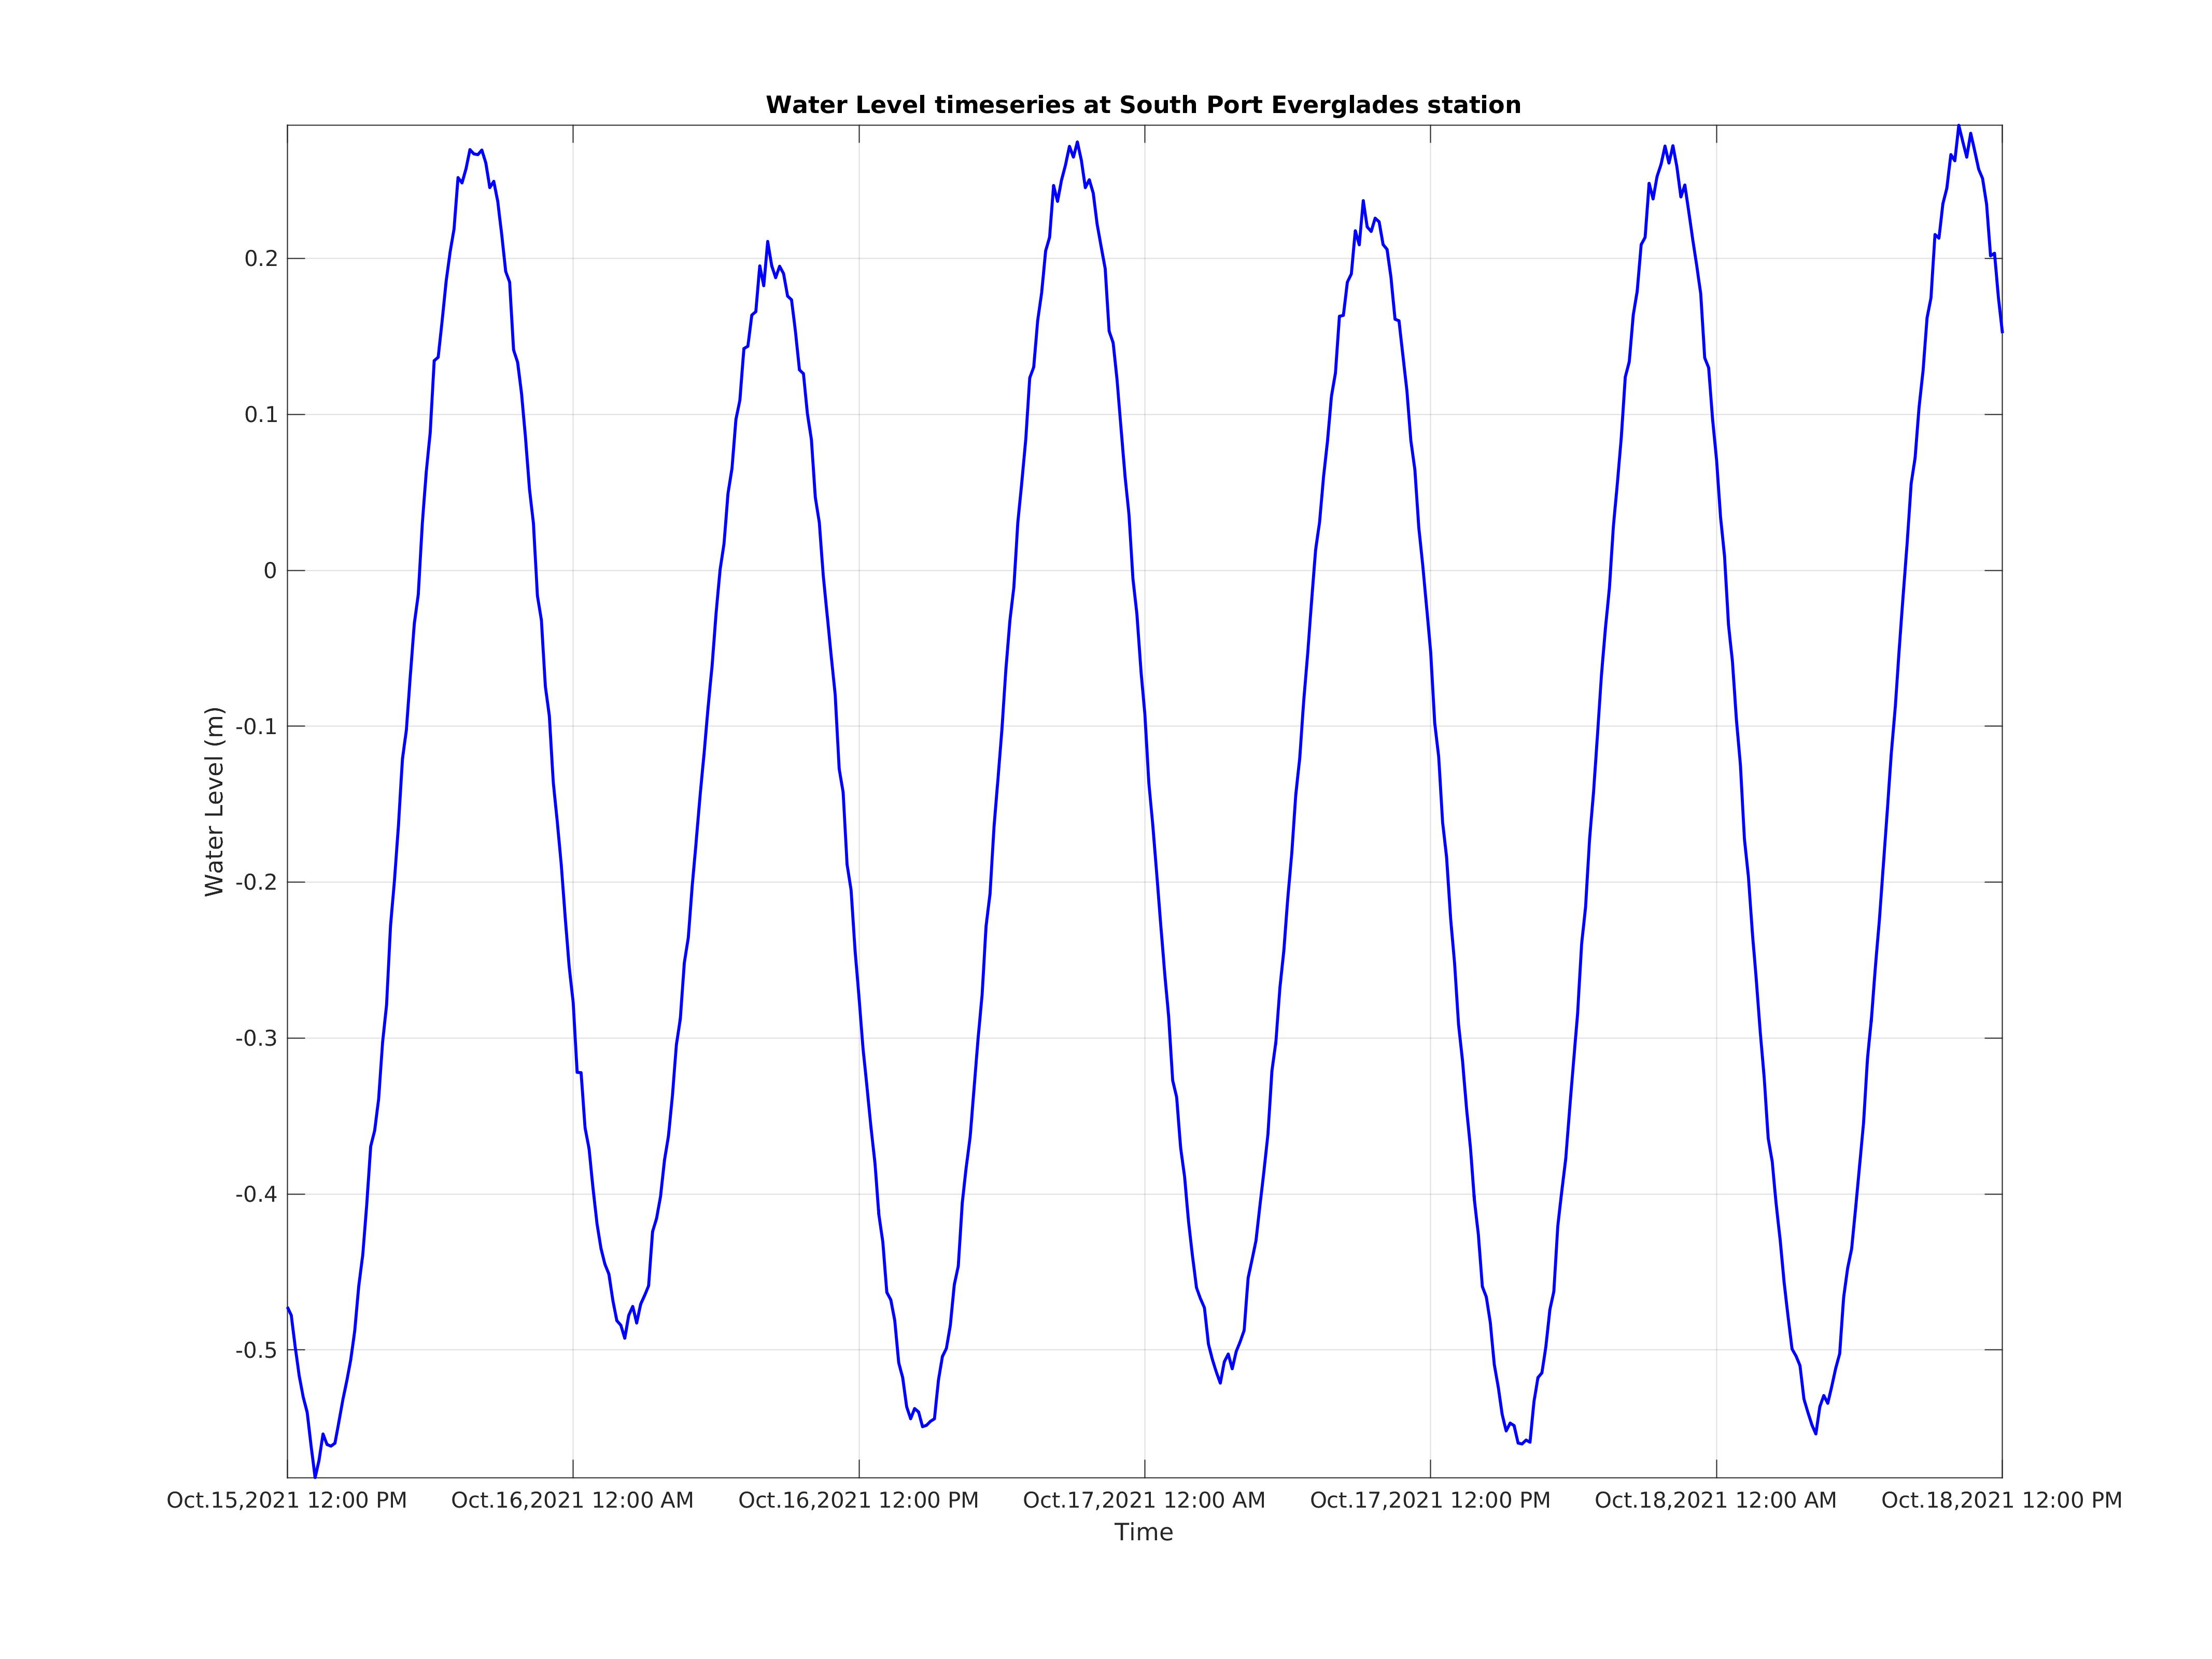 Water Level timeseries at South Port Everglades station
0.2
0.1
0
-0.1
-0.2
-0.3
-0.4
-0.5
Water Level (m)
Oct.15,2021 12:00 PM
Oct.16,2021 12:00 AM
Oct.16,2021 12:00 PM
Oct.17,2021 12:00 AM
Oct.17,2021 12:00 PM
Oct.18,2021 12:00 AM
Oct.18,2021 12:00 PM
Time